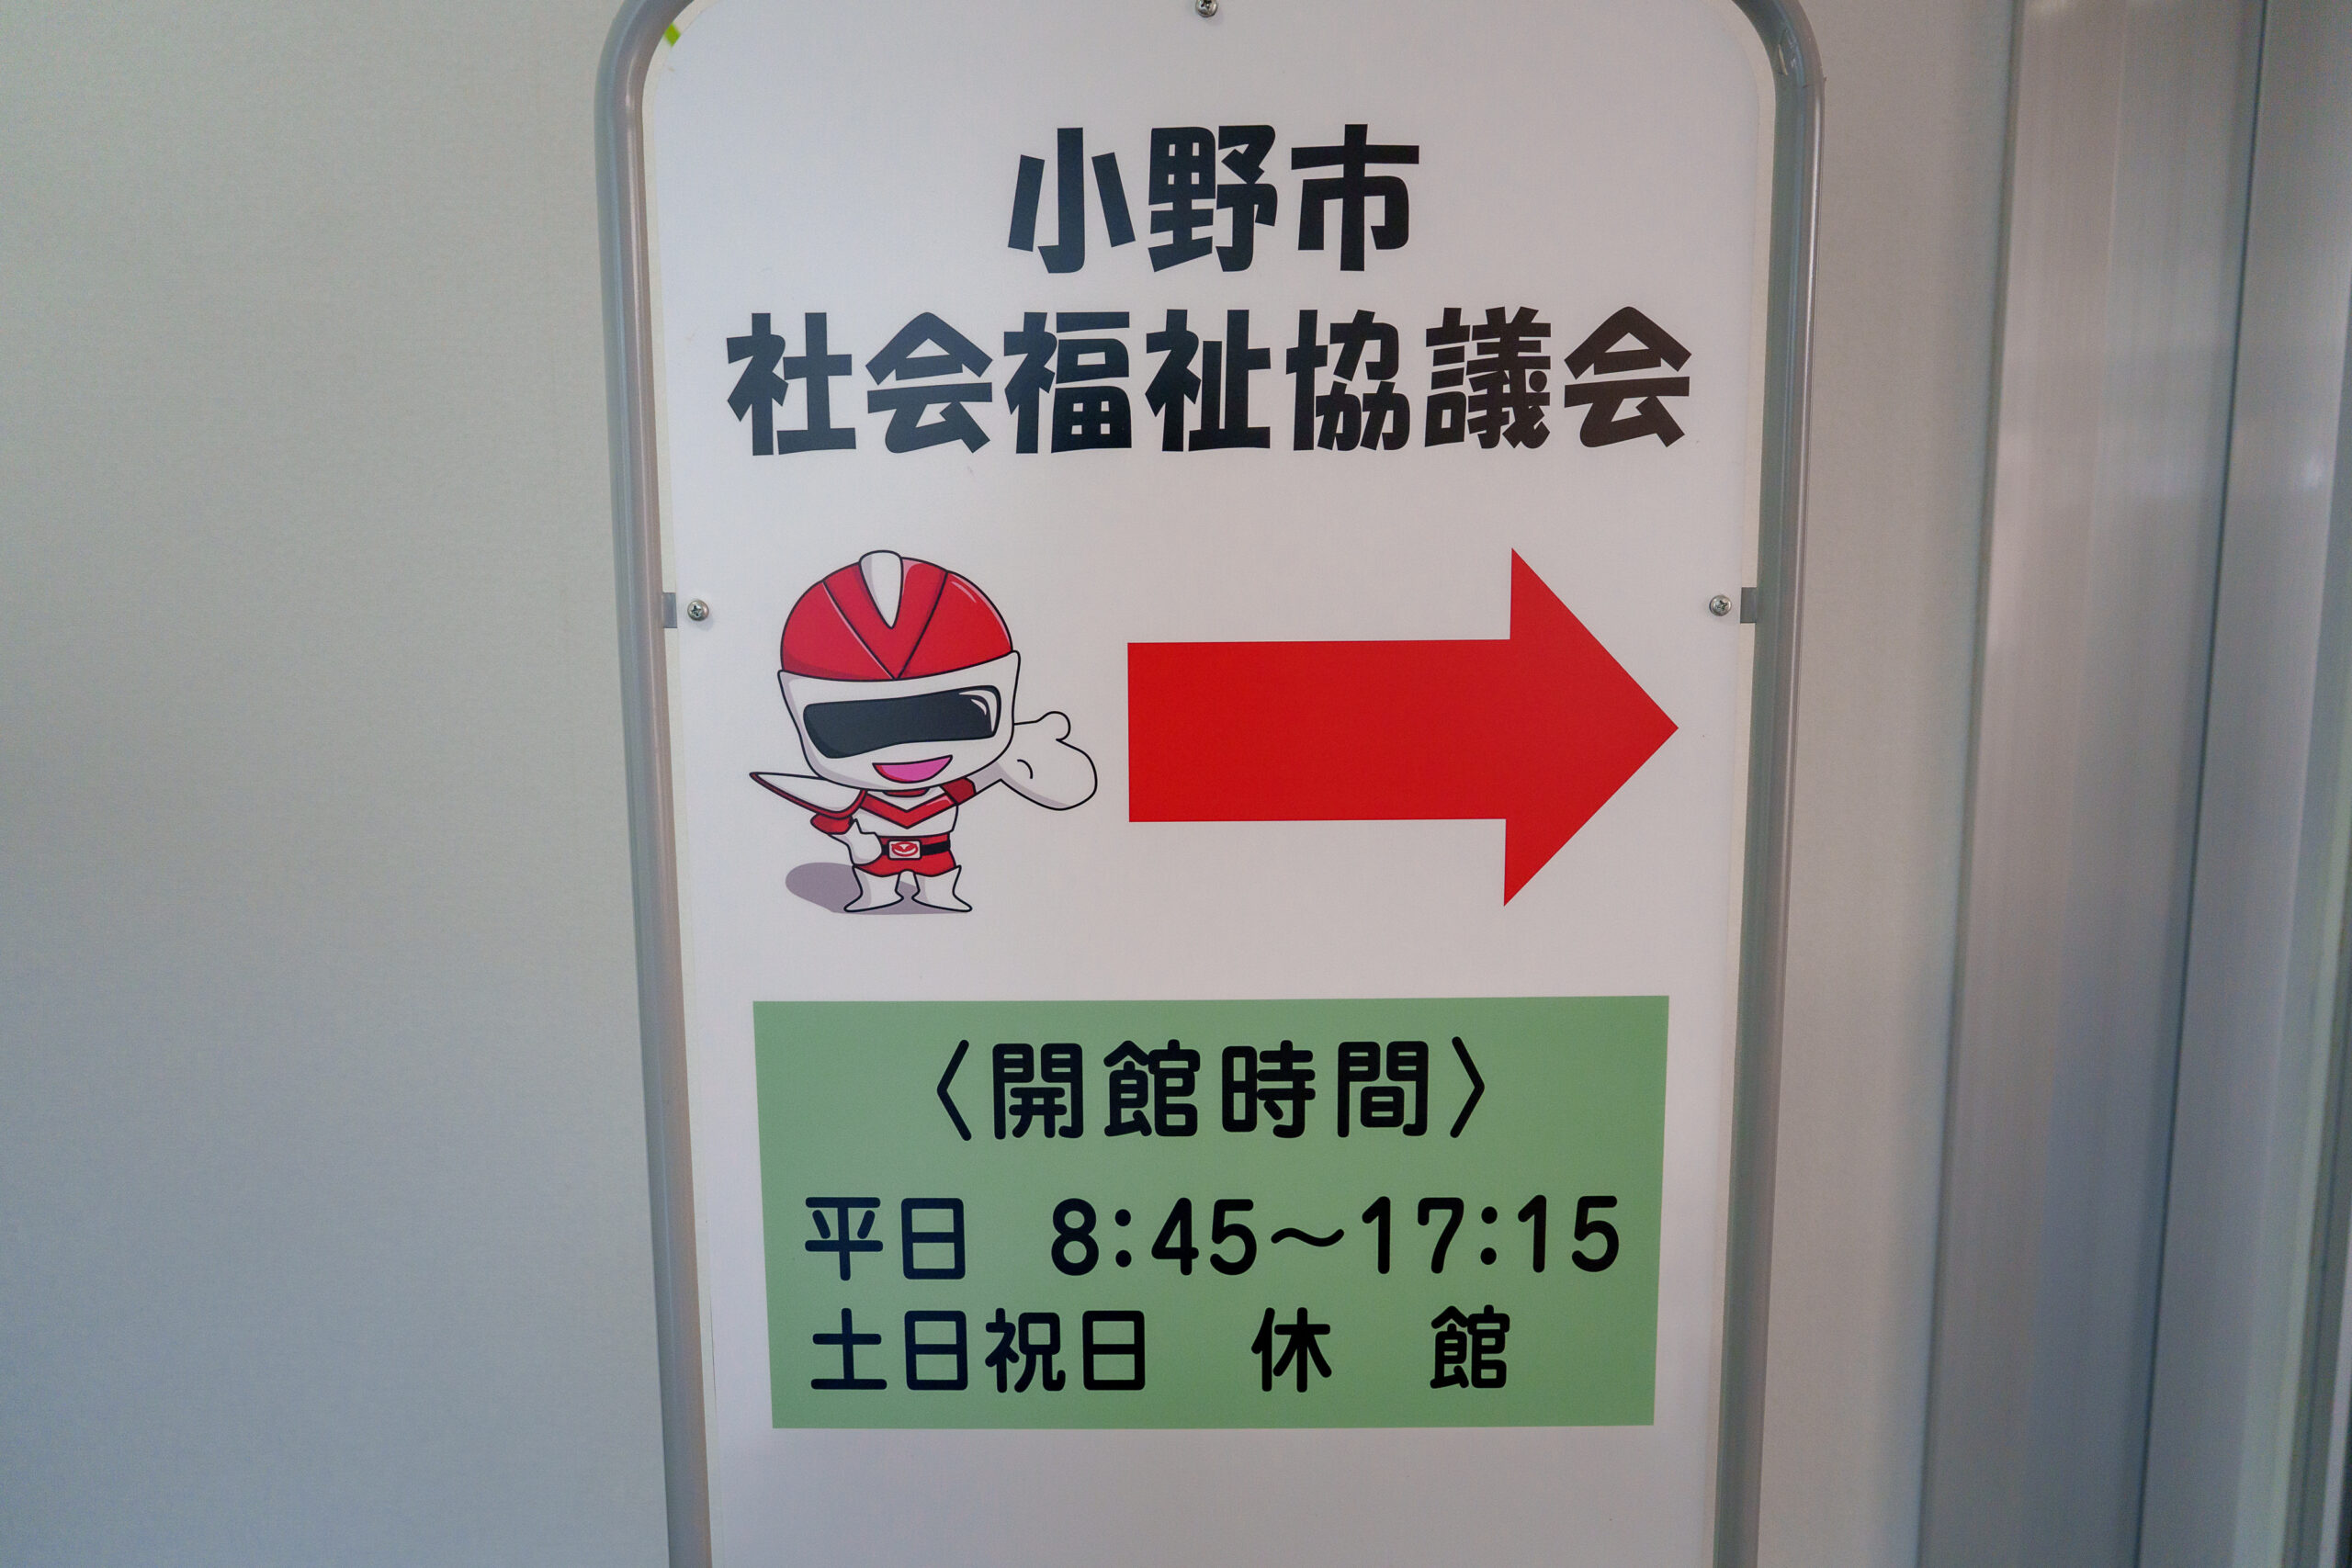 小野市
社会福祉協議会
〈開館時間〉
平日 8:45～17:15
土日祝日 休 館